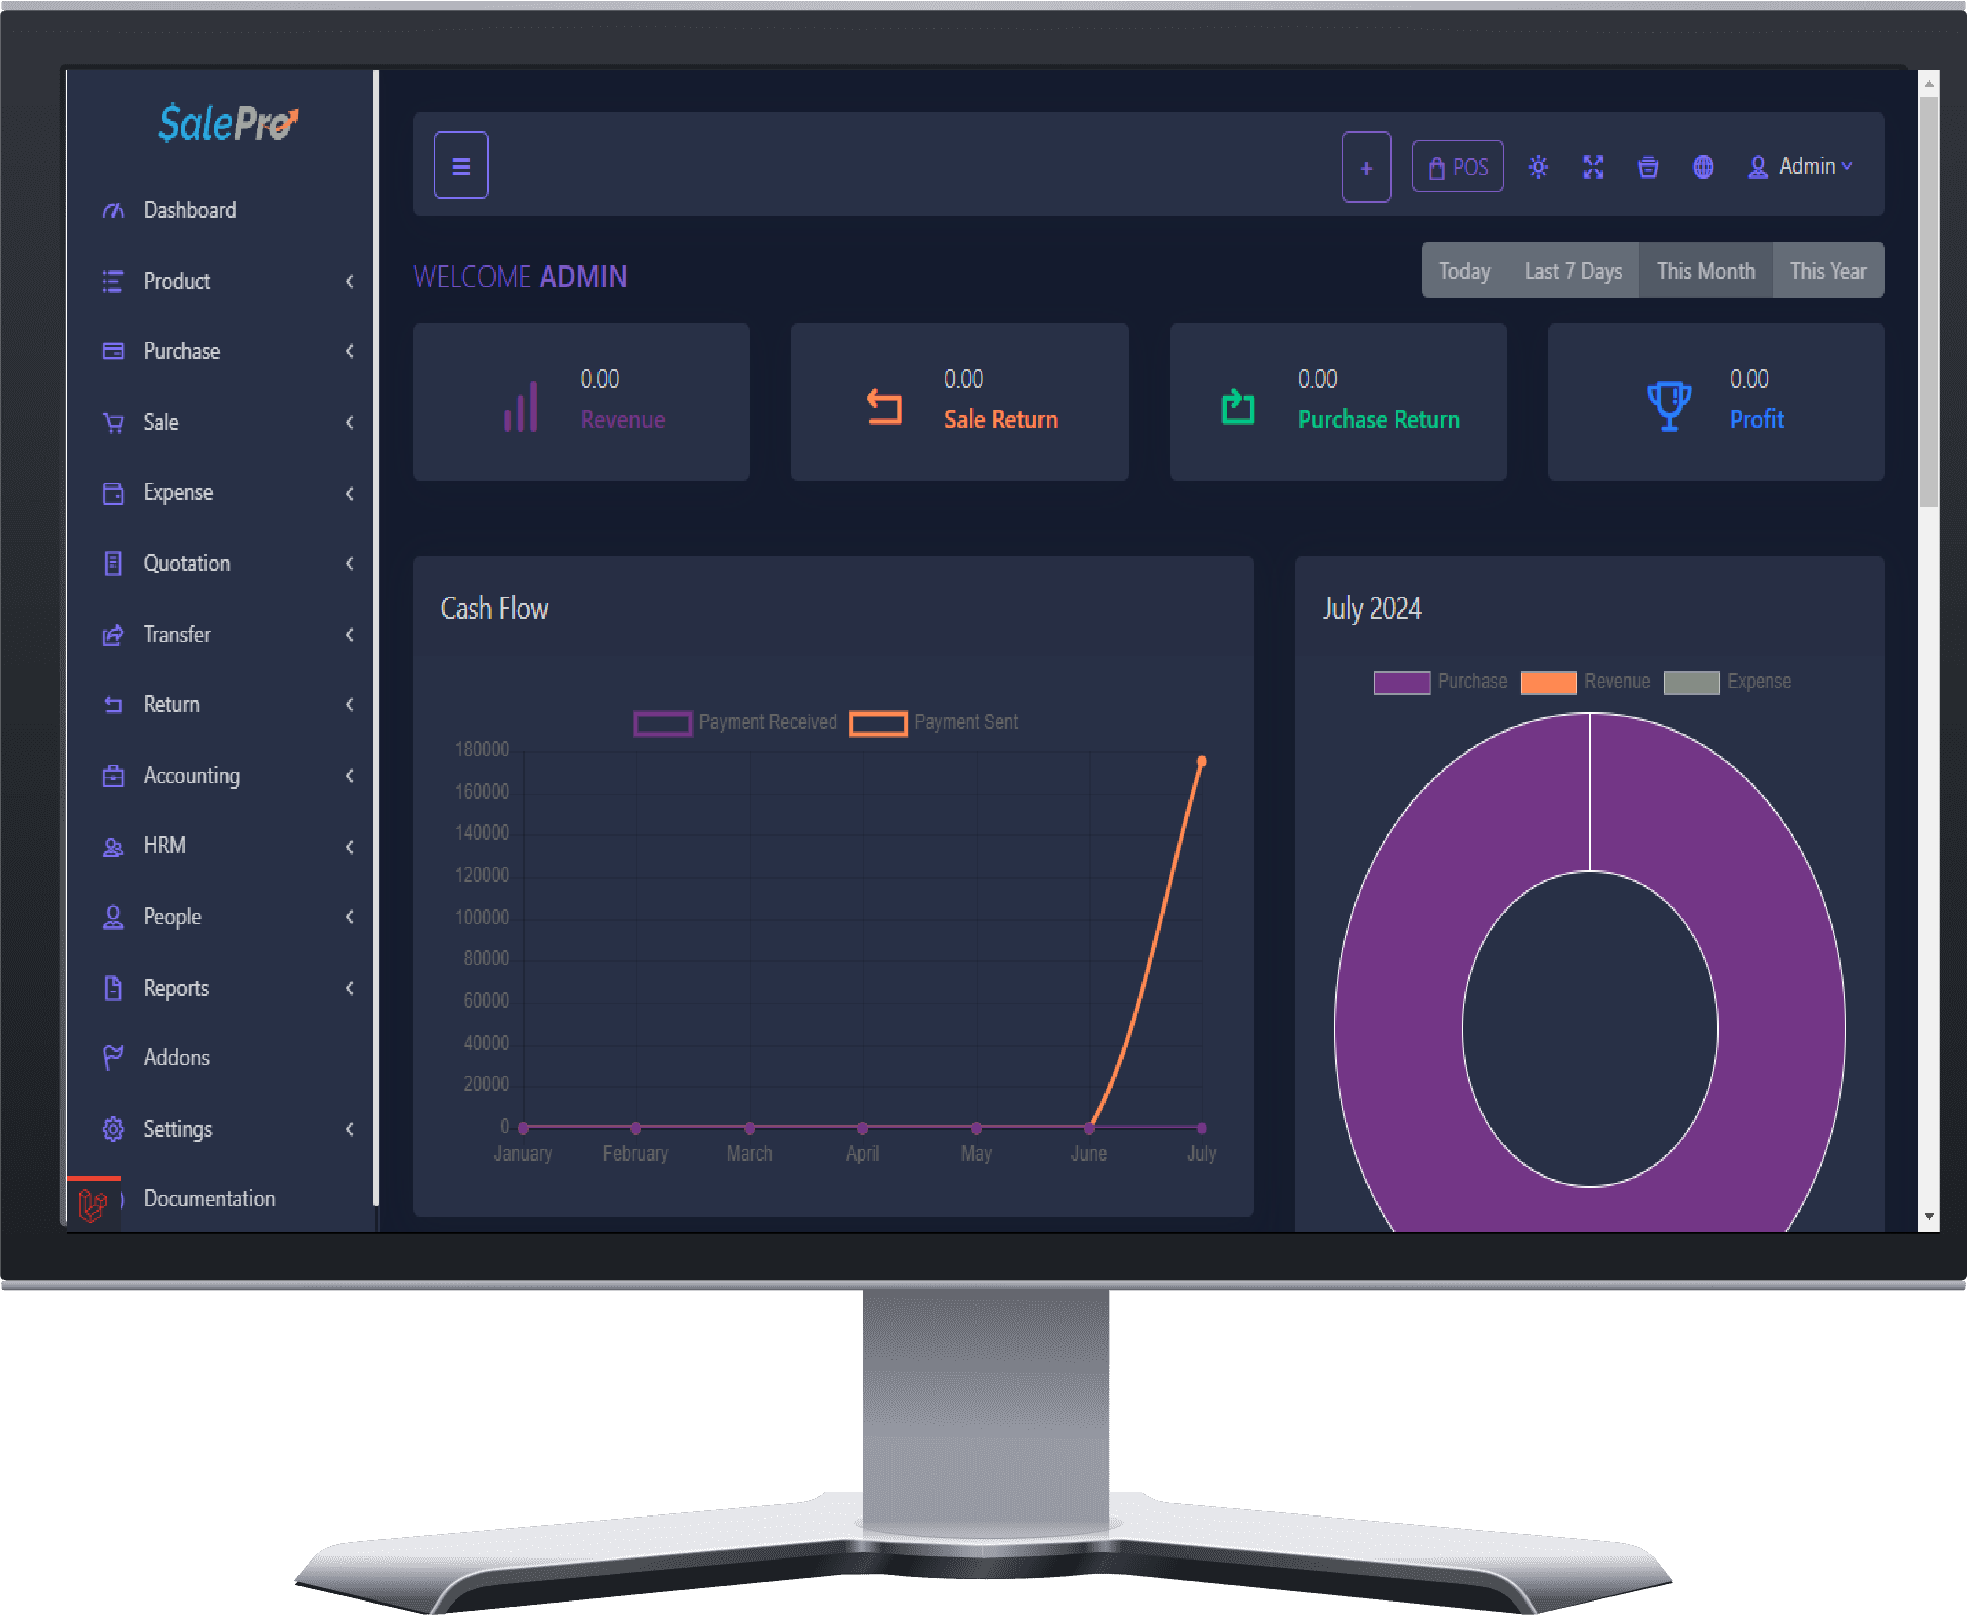 $alePro
Dashboard
Product
Purchase
Sale
Expense
Quotation
Transfer
Return
Accounting
HRM
People
Reports
Addons
Settings
Documentation
+ POS Admin
WELCOME ADMIN
Today Last 7 Days This Month This Year
0.00
Revenue
0.00
Sale Return
0.00
Purchase Return
0.00
Profit
Cash Flow
Payment Received Payment Sent
180000
160000
140000
120000
100000
80000
60000
40000
20000
0
January February March April May June July
July 2024
Purchase Revenue Expense